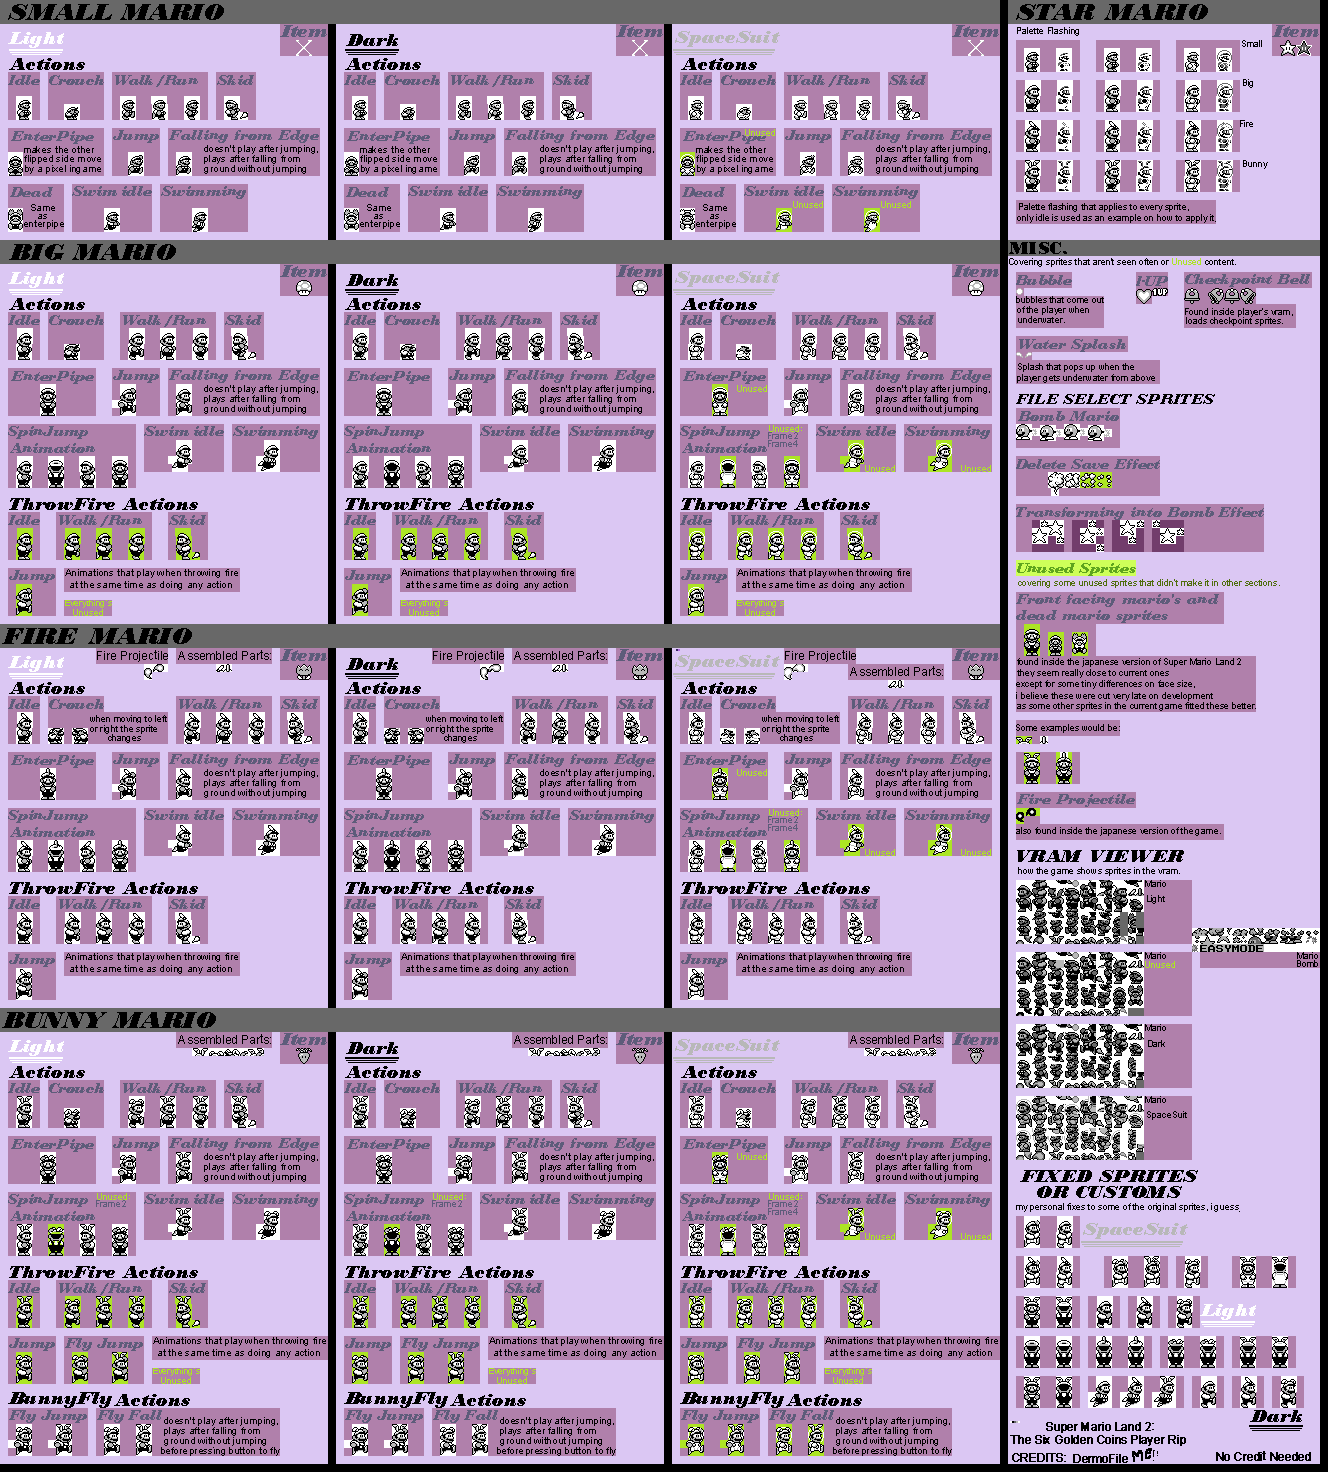 SMALL MARIO
Light
Item
Actions
Idle Crouch Walk/Run Skid
EnterPipe Jump Falling from Edge
makes the other
flipped side move
by a pixel ingame
doesn't play after jumping,
plays after falling from
ground without jumping
Dead Swim idle Swimming
Same
as
enterpipe
Dark
Item
Actions
Idle Crouch Walk/Run Skid
EnterPipe Jump Falling from Edge
makes the other
flipped side move
by a pixel ingame
doesn't play after jumping,
plays after falling from
ground without jumping
Dead Swim idle Swimming
Same
as
enterpipe
SpaceSuit
Item
Actions
Idle Crouch Walk/Run Skid
EnterPipe Jump Falling from Edge
Unused
makes the other
flipped side move
by a pixel ingame
doesn't play after jumping,
plays after falling from
ground without jumping
Dead Swim idle Swimming
Same
as
enterpipe
Unused
Unused
BIG MARIO
Light
Item
Actions
Idle Crouch Walk/Run Skid
EnterPipe Jump Falling from Edge
doesn't play after jumping,
plays after falling from
ground without jumping
SpinJump
Animation
Swim idle Swimming
ThrowFire Actions
Idle Walk/Run Skid
Jump
Animations that play when throwing fire
at the same time as doing any action
Everything's
Unused
Dark
Item
Actions
Idle Crouch Walk/Run Skid
EnterPipe Jump Falling from Edge
doesn't play after jumping,
plays after falling from
ground without jumping
SpinJump
Animation
Swim idle Swimming
ThrowFire Actions
Idle Walk/Run Skid
Jump
Animations that play when throwing fire
at the same time as doing any action
Everything's
Unused
SpaceSuit
Item
Actions
Idle Crouch Walk/Run Skid
EnterPipe Jump Falling from Edge
Unused
doesn't play after jumping,
plays after falling from
ground without jumping
SpinJump
Animation
Unused:
Frame2
Frame4
Swim idle Swimming
Unused
Unused
ThrowFire Actions
Idle Walk/Run Skid
Jump
Animations that play when throwing fire
at the same time as doing any action
Everything's
Unused
FIRE MARIO
Light
Fire Projectile
Assembled Parts:
Item
Actions
Idle Crouch Walk/Run Skid
when moving to left
or right the sprite
changes
EnterPipe Jump Falling from Edge
doesn't play after jumping,
plays after falling from
ground without jumping
SpinJump
Animation
Swim idle Swimming
ThrowFire Actions
Idle Walk/Run Skid
Jump
Animations that play when throwing fire
at the same time as doing any action
Dark
Fire Projectile
Assembled Parts:
Item
Actions
Idle Crouch Walk/Run Skid
when moving to left
or right the sprite
changes
EnterPipe Jump Falling from Edge
doesn't play after jumping,
plays after falling from
ground without jumping
SpinJump
Animation
Swim idle Swimming
ThrowFire Actions
Idle Walk/Run Skid
Jump
Animations that play when throwing fire
at the same time as doing any action
SpaceSuit
Fire Projectile
Assembled Parts:
Item
Actions
Idle Crouch Walk/Run Skid
when moving to left
or right the sprite
changes
EnterPipe Jump Falling from Edge
Unused
doesn't play after jumping,
plays after falling from
ground without jumping
SpinJump
Animation
Unused:
Frame2
Frame4
Swim idle Swimming
Unused
Unused
ThrowFire Actions
Idle Walk/Run Skid
Jump
Animations that play when throwing fire
at the same time as doing any action
BUNNY MARIO
Light
Assembled Parts:
Item
Actions
Idle Crouch Walk/Run Skid
EnterPipe Jump Falling from Edge
doesn't play after jumping,
plays after falling from
ground without jumping
SpinJump
Animation
Unused:
Frame2
Swim idle Swimming
ThrowFire Actions
Idle Walk/Run Skid
Jump Fly Jump
Animations that play when throwing fire
at the same time as doing any action
Everything's
Unused
BunnyFly Actions
Fly Jump Fly Fall
doesn't play after jumping,
plays after falling from
ground without jumping
before pressing button to fly
Dark
Assembled Parts:
Item
Actions
Idle Crouch Walk/Run Skid
EnterPipe Jump Falling from Edge
doesn't play after jumping,
plays after falling from
ground without jumping
SpinJump
Animation
Unused:
Frame2
Swim idle Swimming
ThrowFire Actions
Idle Walk/Run Skid
Jump Fly Jump
Animations that play when throwing fire
at the same time as doing any action
Everything's
Unused
BunnyFly Actions
Fly Jump Fly Fall
doesn't play after jumping,
plays after falling from
ground without jumping
before pressing button to fly
SpaceSuit
Assembled Parts:
Item
Actions
Idle Crouch Walk/Run Skid
EnterPipe Jump Falling from Edge
Unused
doesn't play after jumping,
plays after falling from
ground without jumping
SpinJump
Animation
Unused:
Frame2
Frame4
Swim idle Swimming
Unused
Unused
ThrowFire Actions
Idle Walk/Run Skid
Jump Fly Jump
Animations that play when throwing fire
at the same time as doing any action
Everything's
Unused
BunnyFly Actions
Fly Jump Fly Fall
doesn't play after jumping,
plays after falling from
ground without jumping
before pressing button to fly
STAR MARIO
Palette Flashing
Item
Small
Big
Fire
Bunny
Palette flashing that applies to every sprite,
only idle is used as an example on how to apply it.
MISC.
Covering sprites that aren't seen often or Unused content.
Bubble
bubbles that come out
of the player when
underwater.
1-UP
1UP
Checkpoint Bell
Found inside player's vram,
loads checkpoint sprites.
Water Splash
Splash that pops up when the
player gets underwater from above
FILE SELECT SPRITES
Bomb Mario
Delete Save Effect
Transforming into Bomb Effect
Unused Sprites
covering some unused sprites that didn't make it in other sections.
Front facing mario's and
dead mario sprites
found inside the japanese version of Super Mario Land 2
they seem really close to current ones
except for some tiny differences on face size,
i believe these were cut very late on development
as some other sprites in the current game fitted these better.
Some examples would be:
Fire Projectile
also found inside the japanese version of the game.
VRAM VIEWER
how the game shows sprites in the vram.
Mario
Light
EASYMODE
Mario
Bomb
Mario
Unused
Mario
Dark
Mario
SpaceSuit
FIXED SPRITES
OR CUSTOMS
my personal fixes to some of the original sprites, i guess.
SpaceSuit
Light
Dark
Super Mario Land 2:
The Six Golden Coins Player Rip
CREDITS: DermoFile ME!!
No Credit Needed